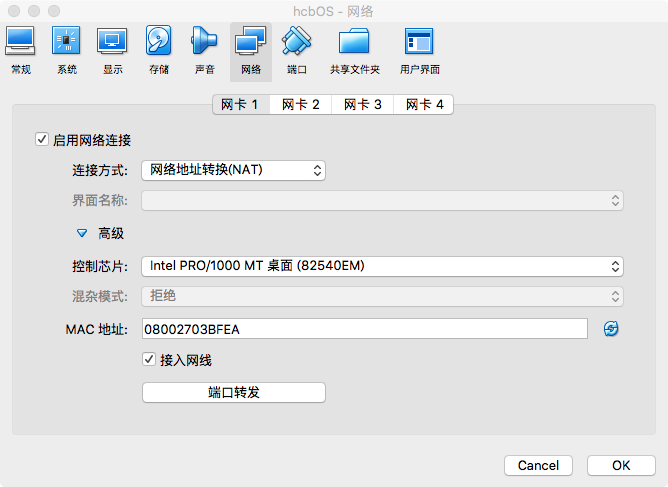 hcbOS - 网络
常规 系统 显示 存储 声音 网络 端口 共享文件夹 用户界面
网卡 1 网卡 2 网卡 3 网卡 4
启用网络连接
连接方式: 网络地址转换(NAT)
界面名称:
高级
控制芯片: Intel PRO/1000 MT 桌面 (82540EM)
混杂模式: 拒绝
MAC 地址: 08002703BFEA
接入网线
端口转发
Cancel OK